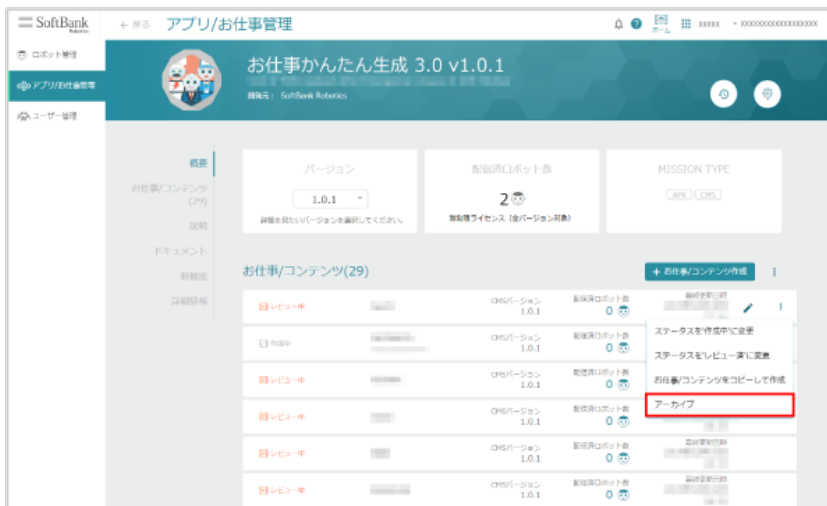 SoftBank
Robotics
← 戻る
アプリ/お仕事管理
?
ホーム
xxxxx
ロボット管理
アプリ/お仕事管理
ユーザー管理
お仕事かんたん生成 3.0 v1.0.1
開発元： SoftBank Robotics
概要
お仕事/コンテンツ
(29)
説明
ドキュメント
新機能
詳細情報
バージョン
1.0.1
詳細を見たいバージョンを選択してください。
配信済ロボット数
2
無制限ライセンス（全バージョン対象）
MISSION TYPE
APK
CMS
お仕事/コンテンツ(29)
+ お仕事/コンテンツ作成
レビュー中
CMSバージョン
1.0.1
配信済ロボット数
0
最終更新日時
ステータスを'作成中'に変更
ステータスを'レビュー済'に変更
お仕事/コンテンツをコピーして作成
アーカイブ
作成中
CMSバージョン
1.0.1
配信済ロボット数
0
レビュー中
CMSバージョン
1.0.1
配信済ロボット数
0
レビュー中
CMSバージョン
1.0.1
配信済ロボット数
0
レビュー中
CMSバージョン
1.0.1
配信済ロボット数
0
最終更新日時
レビュー中
CMSバージョン
1.0.1
配信済ロボット数
0
最終更新日時